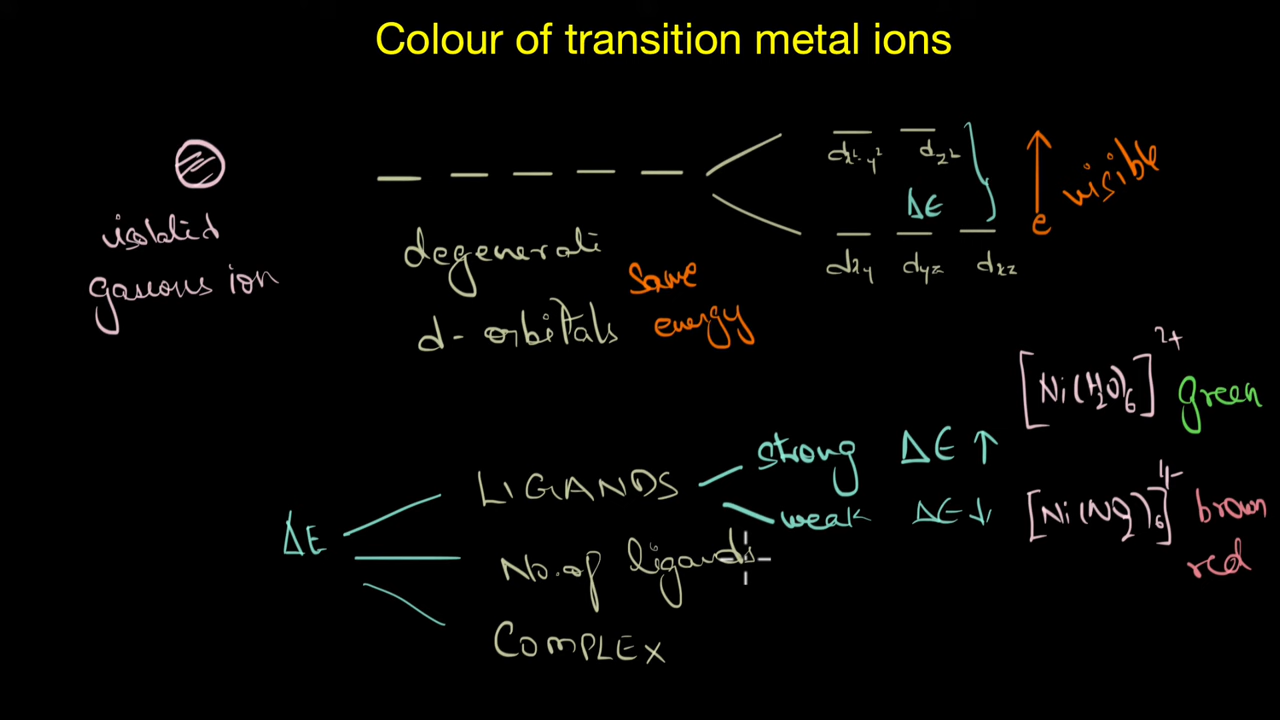 Colour of transition metal ions
dx²-y² dz²
visible
ΔE
e
isolated
gaseous ion
degenerati
d-orbitals
same
energy
dxy dyz dxz
[Ni(H₂O)₆]²⁺ green
strong ΔE ↑
LIGANDS
weak ΔE ↓
[Ni(NO₂)₆]⁴⁻ brown
red
ΔE
No. of ligands
COMPLEX